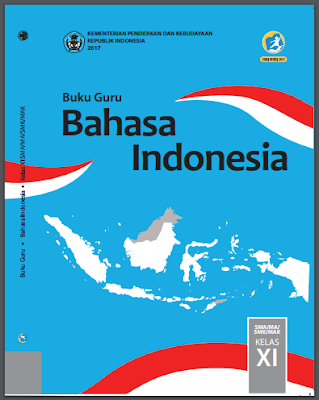 KEMENTERIAN PENDIDIKAN DAN KEBUDAYAAN
REPUBLIK INDONESIA
2017
Buku Guru
Bahasa
Indonesia
SMA/MA/
SMK/MAK
KELAS
XI
Buku Guru • Bahasa Indonesia • Kelas XI SMA/MA/SMK/MAK